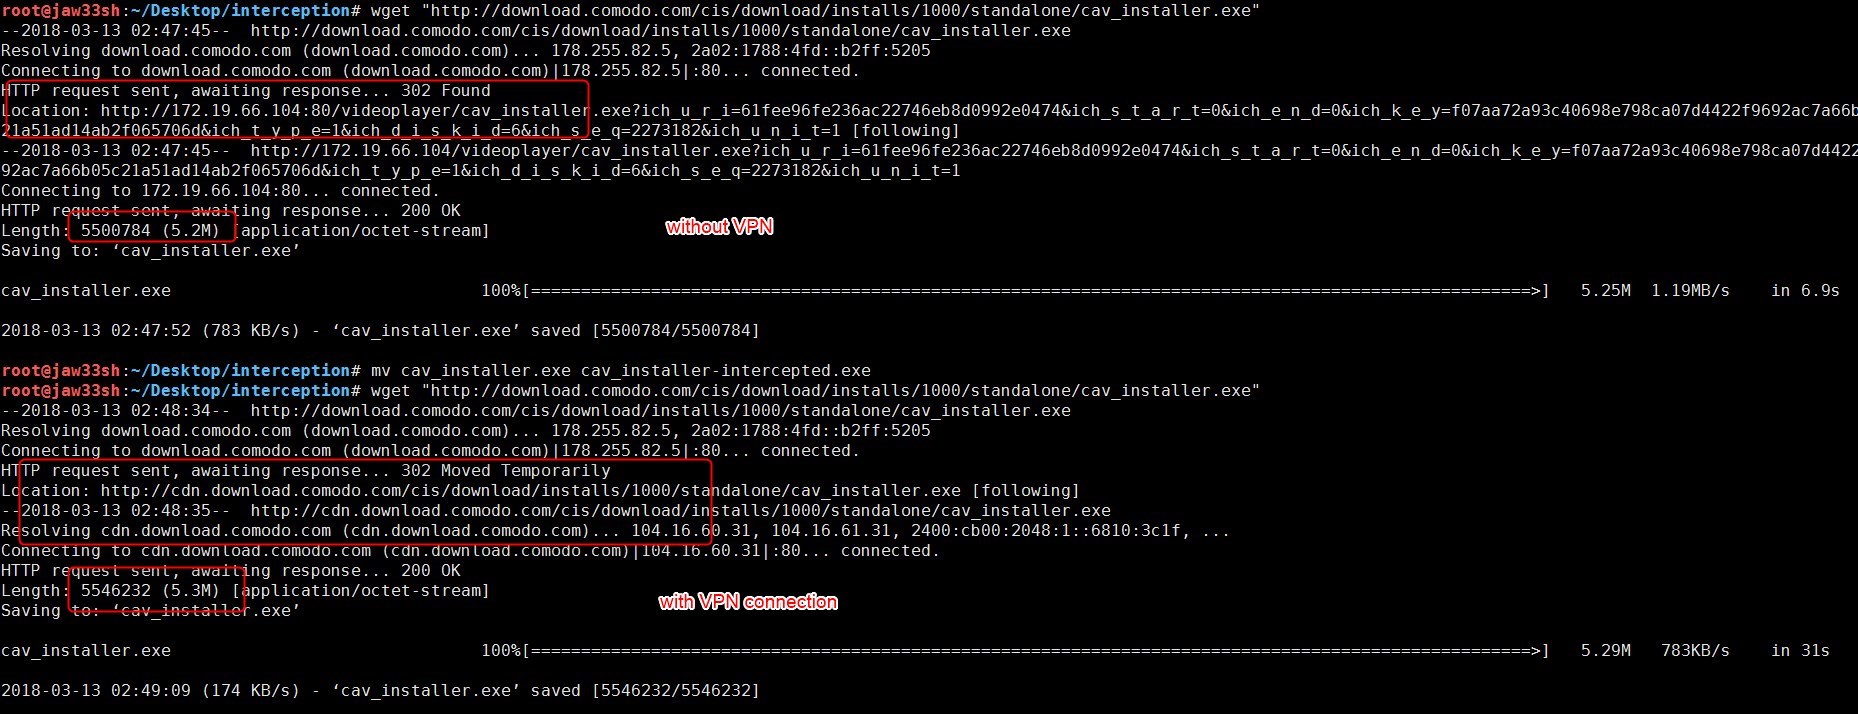 root@jaw33sh:~/Desktop/interception# wget "http://download.comodo.com/cis/download/installs/1000/standalone/cav_installer.exe"
--2018-03-13 02:47:45--  http://download.comodo.com/cis/download/installs/1000/standalone/cav_installer.exe
Resolving download.comodo.com (download.comodo.com)... 178.255.82.5, 2a02:1788:4fd::b2ff:5205
Connecting to download.comodo.com (download.comodo.com)|178.255.82.5|:80... connected.
HTTP request sent, awaiting response... 302 Found
Location: http://172.19.66.104:80/videoplayer/cav_installer.exe?ich_u_r_i=61fee96fe236ac22746eb8d0992e0474&ich_s_t_a_r_t=0&ich_e_n_d=0&ich_k_e_y=f07aa72a93c40698e798ca07d4422f9692ac7a66b
21a51ad14ab2f065706d&ich_t_y_p_e=1&ich_d_i_s_k_i_d=6&ich_s_e_q=2273182&ich_u_n_i_t=1 [following]
--2018-03-13 02:47:45--  http://172.19.66.104/videoplayer/cav_installer.exe?ich_u_r_i=61fee96fe236ac22746eb8d0992e0474&ich_s_t_a_r_t=0&ich_e_n_d=0&ich_k_e_y=f07aa72a93c40698e798ca07d4422
92ac7a66b05c21a51ad14ab2f065706d&ich_t_y_p_e=1&ich_d_i_s_k_i_d=6&ich_s_e_q=2273182&ich_u_n_i_t=1
Connecting to 172.19.66.104:80... connected.
HTTP request sent, awaiting response... 200 OK
without VPN
Length: 5500784 (5.2M) [application/octet-stream]
Saving to: ‘cav_installer.exe’
cav_installer.exe 100%[====================================================================================================>] 5.25M 1.19MB/s in 6.9s
2018-03-13 02:47:52 (783 KB/s) - ‘cav_installer.exe’ saved [5500784/5500784]
root@jaw33sh:~/Desktop/interception# mv cav_installer.exe cav_installer-intercepted.exe
root@jaw33sh:~/Desktop/interception# wget "http://download.comodo.com/cis/download/installs/1000/standalone/cav_installer.exe"
--2018-03-13 02:48:34--  http://download.comodo.com/cis/download/installs/1000/standalone/cav_installer.exe
Resolving download.comodo.com (download.comodo.com)... 178.255.82.5, 2a02:1788:4fd::b2ff:5205
Connecting to download.comodo.com (download.comodo.com)|178.255.82.5|:80... connected.
HTTP request sent, awaiting response... 302 Moved Temporarily
Location: http://cdn.download.comodo.com/cis/download/installs/1000/standalone/cav_installer.exe [following]
--2018-03-13 02:48:35--  http://cdn.download.comodo.com/cis/download/installs/1000/standalone/cav_installer.exe
Resolving cdn.download.comodo.com (cdn.download.comodo.com)... 104.16.60.31, 104.16.61.31, 2400:cb00:2048:1::6810:3c1f, ...
Connecting to cdn.download.comodo.com (cdn.download.comodo.com)|104.16.60.31|:80... connected.
HTTP request sent, awaiting response... 200 OK
Length: 5546232 (5.3M) [application/octet-stream]
with VPN connection
Saving to: ‘cav_installer.exe’
cav_installer.exe 100%[====================================================================================================>] 5.29M 783KB/s in 31s
2018-03-13 02:49:09 (174 KB/s) - ‘cav_installer.exe’ saved [5546232/5546232]